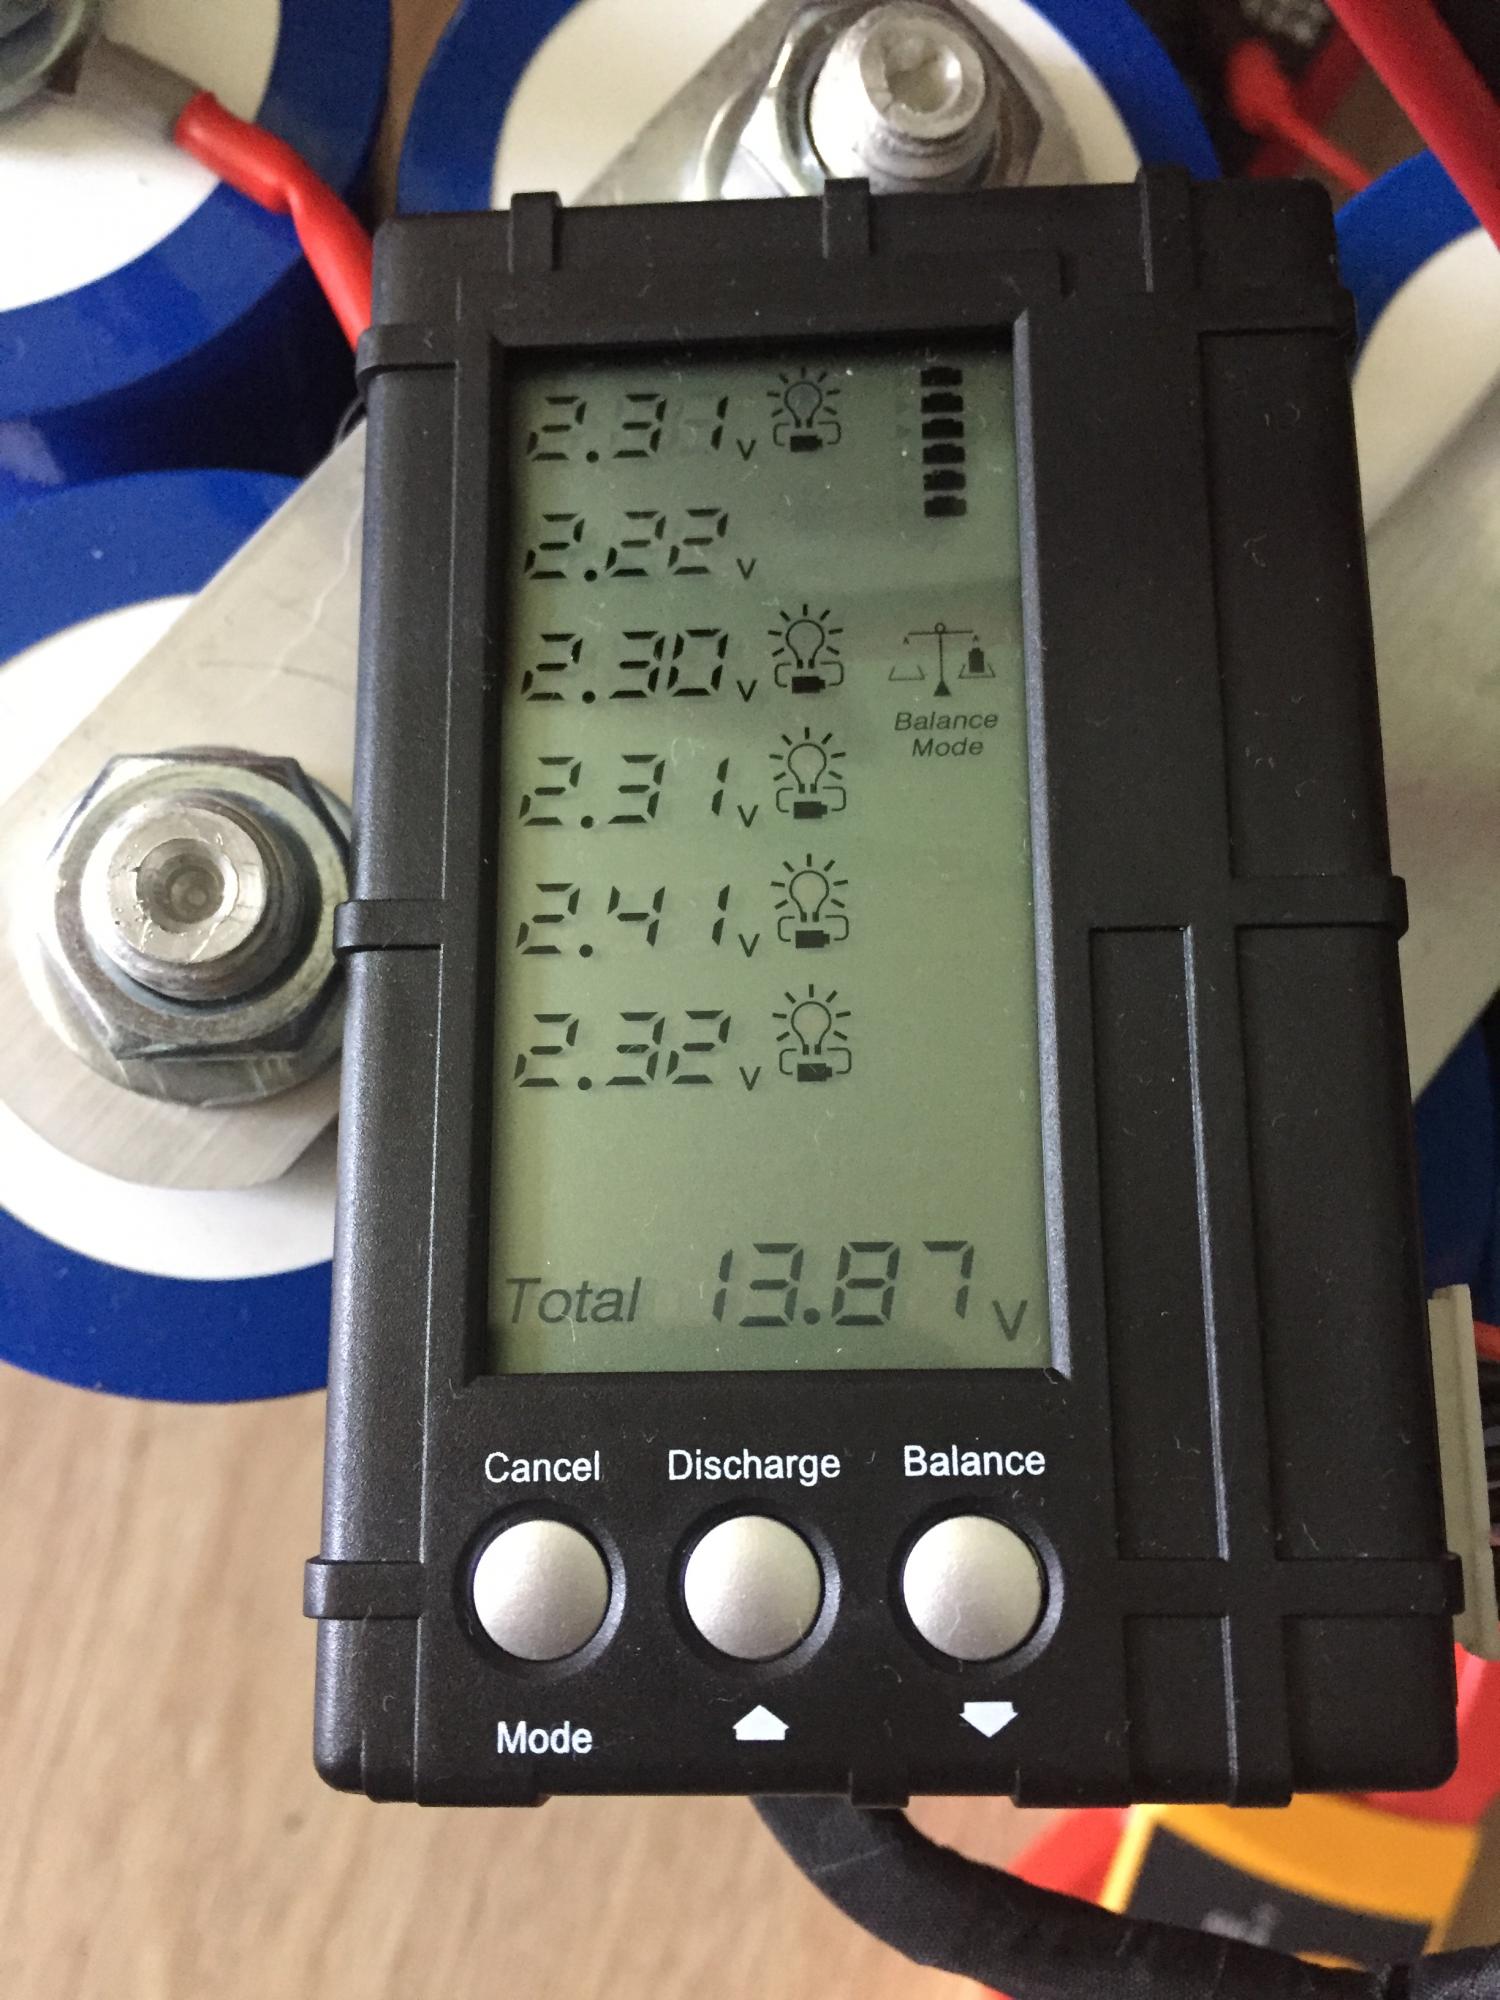 2.31 v
2.22 v
2.30 v
Balance
Mode
2.31 v
2.41 v
2.32 v
Total 13.87 v
Cancel Discharge Balance
Mode